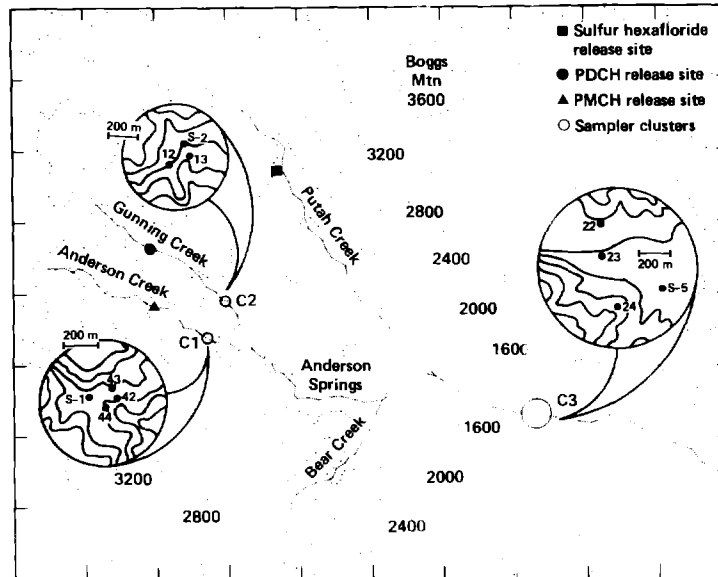 Sulfur hexafloride
release site
PDCH release site
PMCH release site
Sampler clusters
Boggs
Mtn
3600
3200
2800
2400
2000
1600
200 m
S-2
12
13
Putah Creek
Gunning Creek
Anderson Creek
C2
C1
22
23
200 m
S-5
24
C3
Anderson
Springs
1600
Bear Creek
2000
2400
200 m
43
S-1
42
44
3200
2800